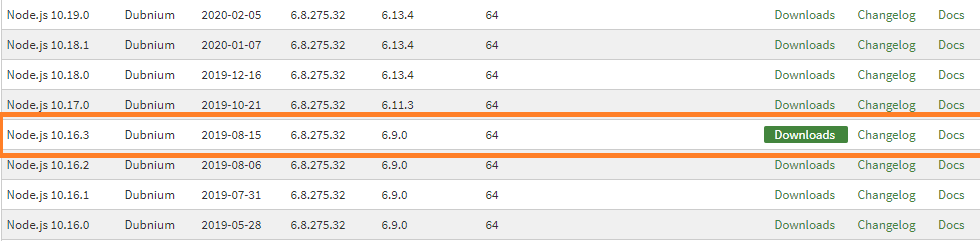 Node.js 10.19.0 Dubnium 2020-02-05 6.8.275.32 6.13.4 64 Downloads Changelog Docs
Node.js 10.18.1 Dubnium 2020-01-07 6.8.275.32 6.13.4 64 Downloads Changelog Docs
Node.js 10.18.0 Dubnium 2019-12-16 6.8.275.32 6.13.4 64 Downloads Changelog Docs
Node.js 10.17.0 Dubnium 2019-10-21 6.8.275.32 6.11.3 64 Downloads Changelog Docs
Node.js 10.16.3 Dubnium 2019-08-15 6.8.275.32 6.9.0 64 Downloads Changelog Docs
Node.js 10.16.2 Dubnium 2019-08-06 6.8.275.32 6.9.0 64 Downloads Changelog Docs
Node.js 10.16.1 Dubnium 2019-07-31 6.8.275.32 6.9.0 64 Downloads Changelog Docs
Node.js 10.16.0 Dubnium 2019-05-28 6.8.275.32 6.9.0 64 Downloads Changelog Docs